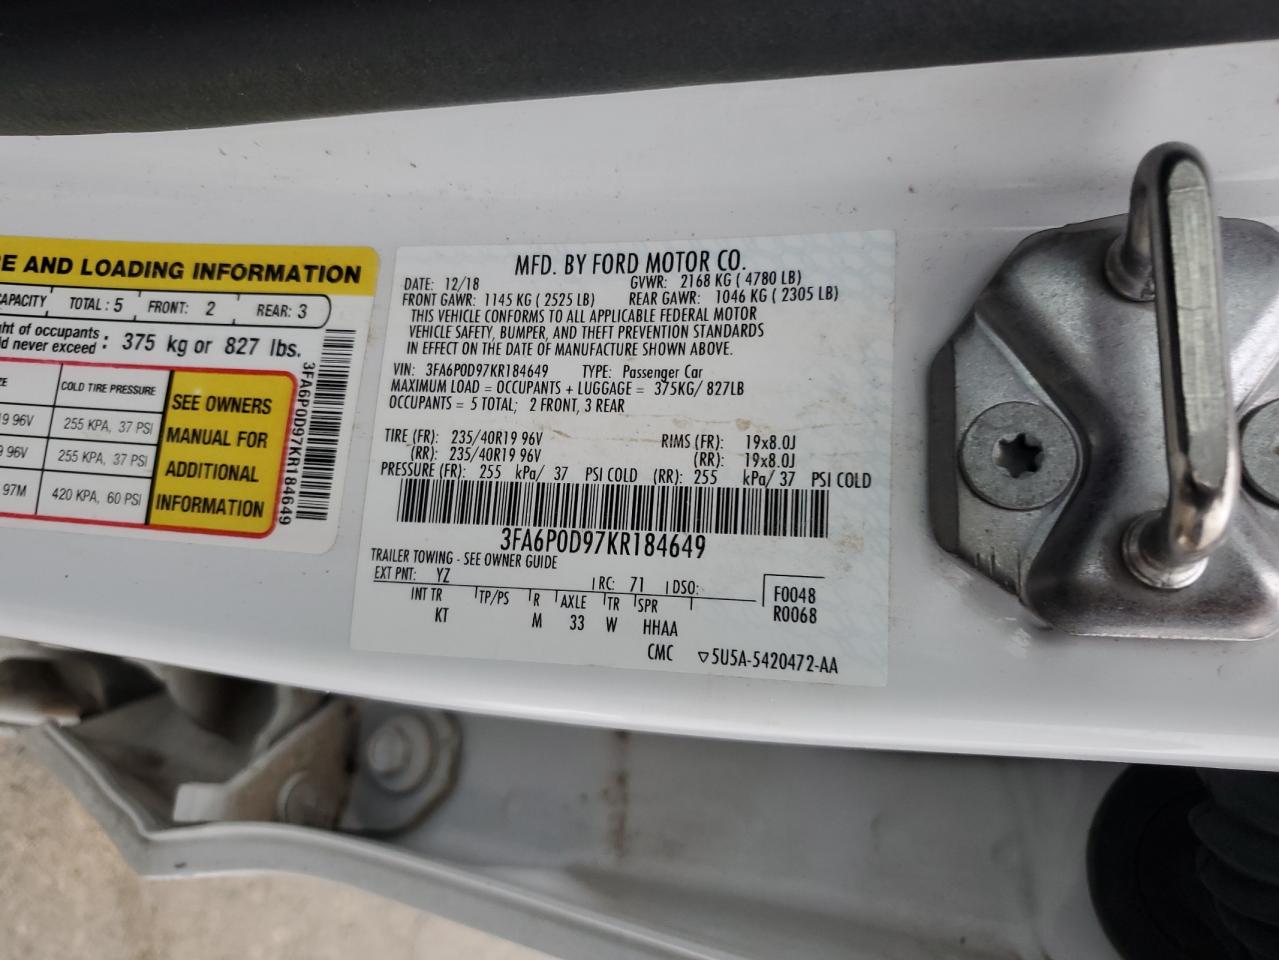 RE AND LOADING INFORMATION
CAPACITY TOTAL: 5 FRONT: 2 REAR: 3
ght of occupants
ld never exceed : 375 kg or 827 lbs.
ZE COLD TIRE PRESSURE
19 96V 255 KPA, 37 PSI
9 96V 255 KPA, 37 PSI
97M 420 KPA, 60 PSI
SEE OWNERS
MANUAL FOR
ADDITIONAL
INFORMATION
3FA6P0D97KR184649
MFD. BY FORD MOTOR CO.
DATE: 12/18 GVWR: 2168 KG ( 4780 LB)
FRONT GAWR: 1145 KG ( 2525 LB) REAR GAWR: 1046 KG ( 2305 LB)
THIS VEHICLE CONFORMS TO ALL APPLICABLE FEDERAL MOTOR
VEHICLE SAFETY, BUMPER, AND THEFT PREVENTION STANDARDS
IN EFFECT ON THE DATE OF MANUFACTURE SHOWN ABOVE.
VIN: 3FA6P0D97KR184649 TYPE: Passenger Car
MAXIMUM LOAD = OCCUPANTS + LUGGAGE = 375KG/ 827LB
OCCUPANTS = 5 TOTAL; 2 FRONT, 3 REAR
TIRE (FR): 235/40R19 96V RIMS (FR): 19x8.0J
(RR): 235/40R19 96V (RR): 19x8.0J
PRESSURE (FR): 255 kPa/ 37 PSI COLD (RR): 255 kPa/ 37 PSI COLD
3FA6P0D97KR184649
TRAILER TOWING - SEE OWNER GUIDE
EXT PNT: YZ RC: 71 DSO: F0048
INT TR TP/PS R AXLE TR SPR R0068
KT M 33 W HHAA
CMC ▽5U5A-5420472-AA